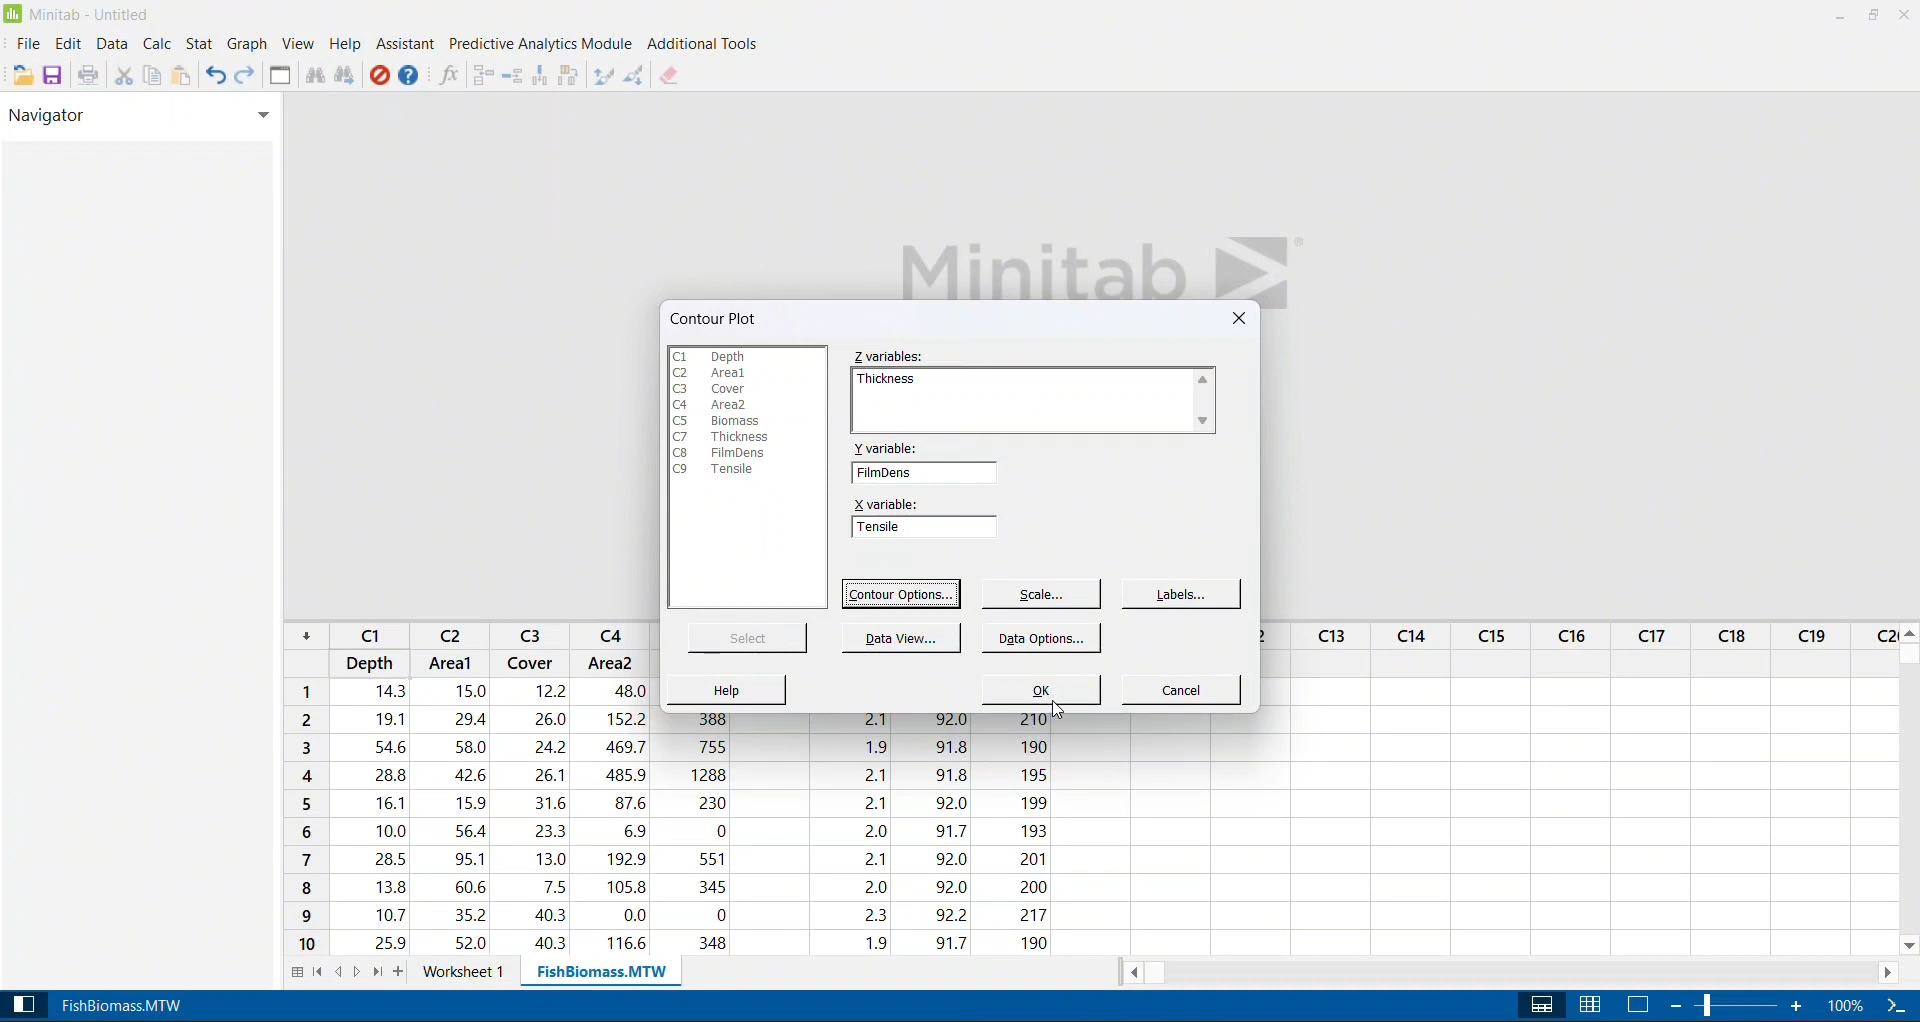 Minitab - Untitled
File Edit Data Calc Stat Graph View Help Assistant Predictive Analytics Module Additional Tools
Navigator
Minitab
Contour Plot
C1 Depth
C2 Area1
C3 Cover
C4 Area2
C5 Biomass
C7 Thickness
C8 FilmDens
C9 Tensile
Z variables:
Thickness
Y variable:
FilmDens
X variable:
Tensile
Contour Options... Scale... Labels...
Select Data View... Data Options...
Help OK Cancel
C1 C2 C3 C4 2 C13 C14 C15 C16 C17 C18 C19 C2
Depth Area1 Cover Area2
1 14.3 15.0 12.2 48.0
2 19.1 29.4 26.0 152.2 388 2.1 92.0 210
3 54.6 58.0 24.2 469.7 755 1.9 91.8 190
4 28.8 42.6 26.1 485.9 1288 2.1 91.8 195
5 16.1 15.9 31.6 87.6 230 2.1 92.0 199
6 10.0 56.4 23.3 6.9 0 2.0 91.7 193
7 28.5 95.1 13.0 192.9 551 2.1 92.0 201
8 13.8 60.6 7.5 105.8 345 2.0 92.0 200
9 10.7 35.2 40.3 0.0 0 2.3 92.2 217
10 25.9 52.0 40.3 116.6 348 1.9 91.7 190
Worksheet 1 FishBiomass.MTW
FishBiomass.MTW 100%